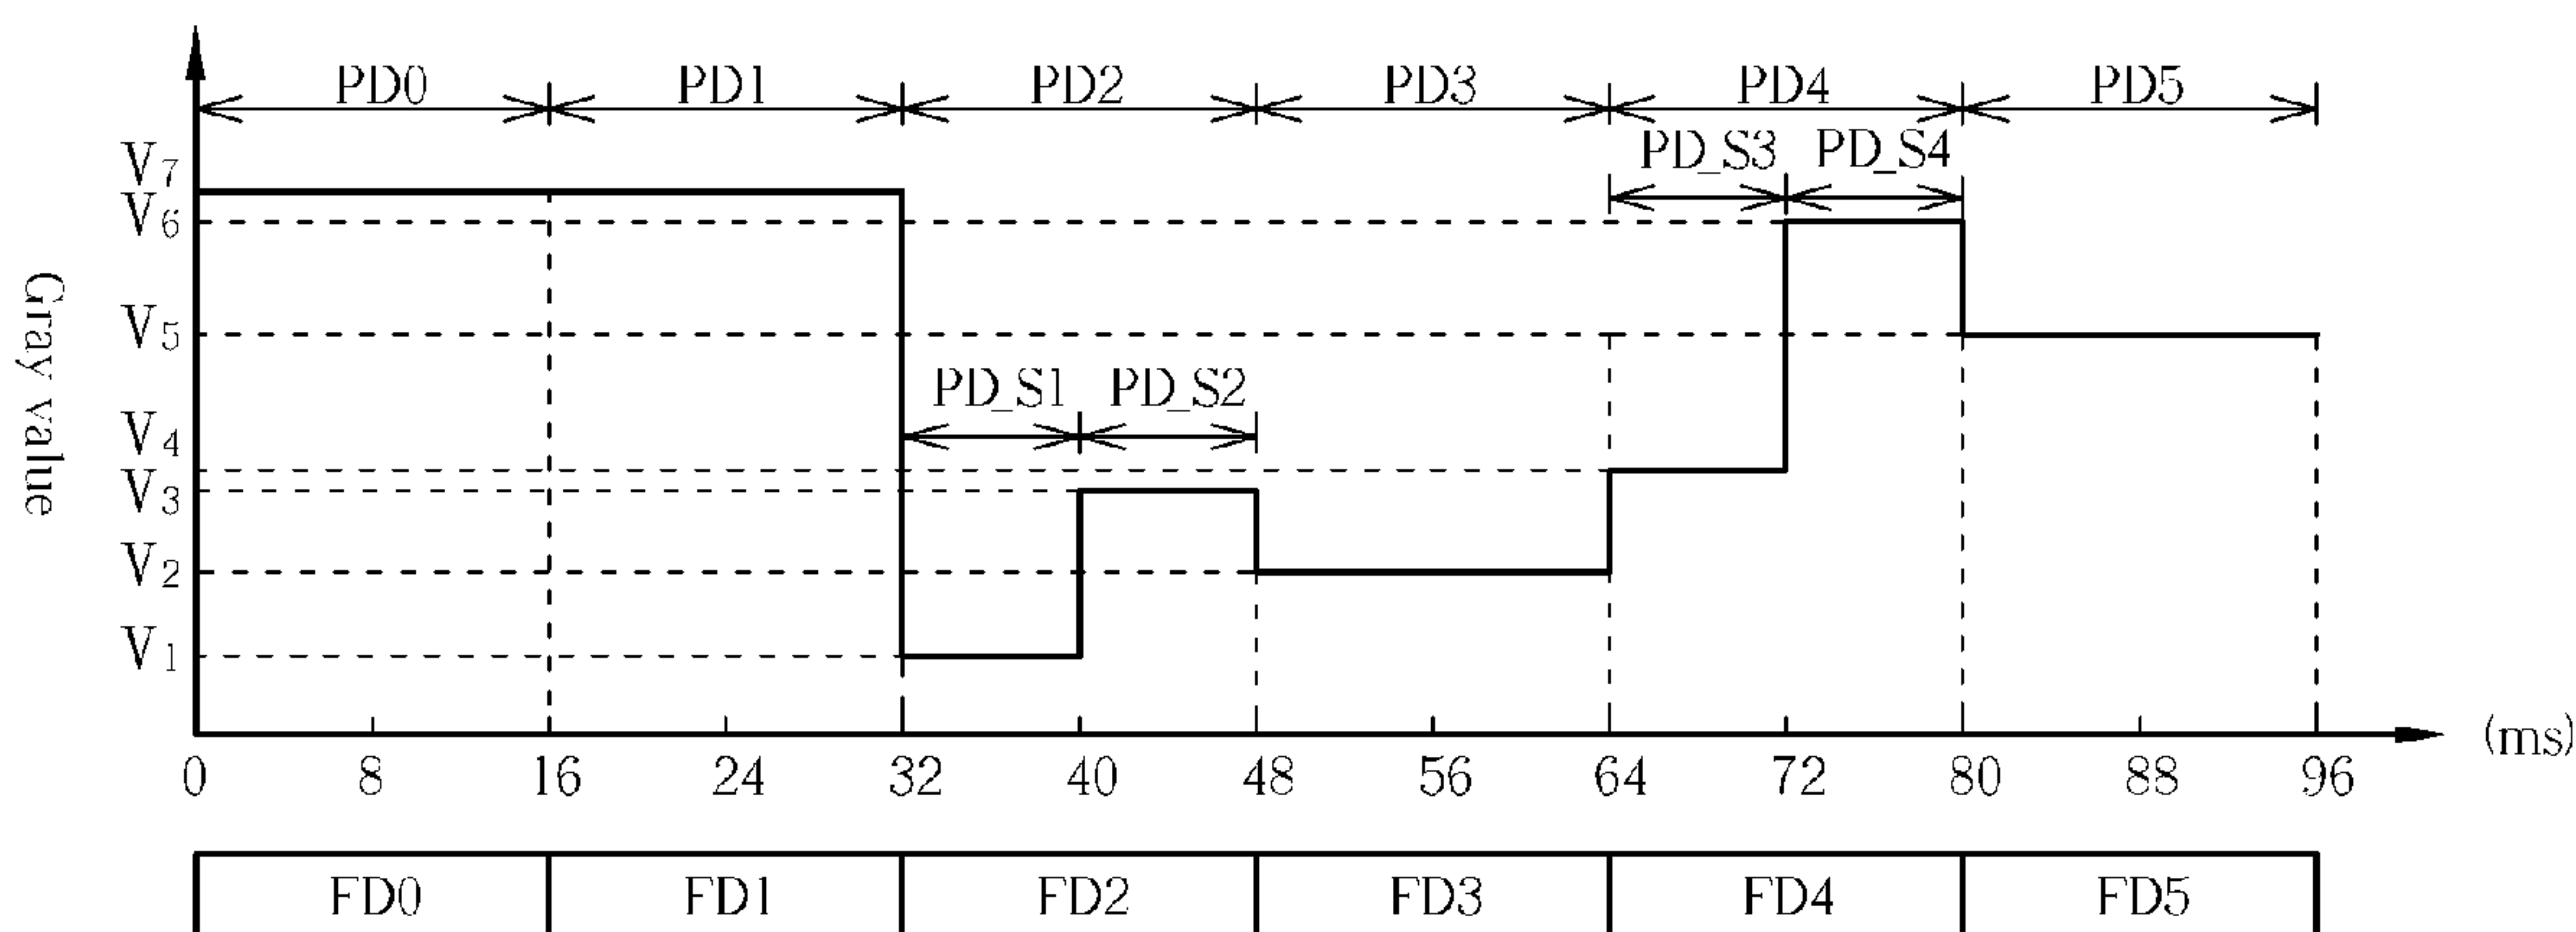 PD0 PD1 PD2 PD3 PD4 PD5
PD_S3 PD_S4
V7
V6
V5
PD_S1 PD_S2
V4
V3
V2
V1
Gray value
0 8 16 24 32 40 48 56 64 72 80 88 96 (ms)
FD0 FD1 FD2 FD3 FD4 FD5